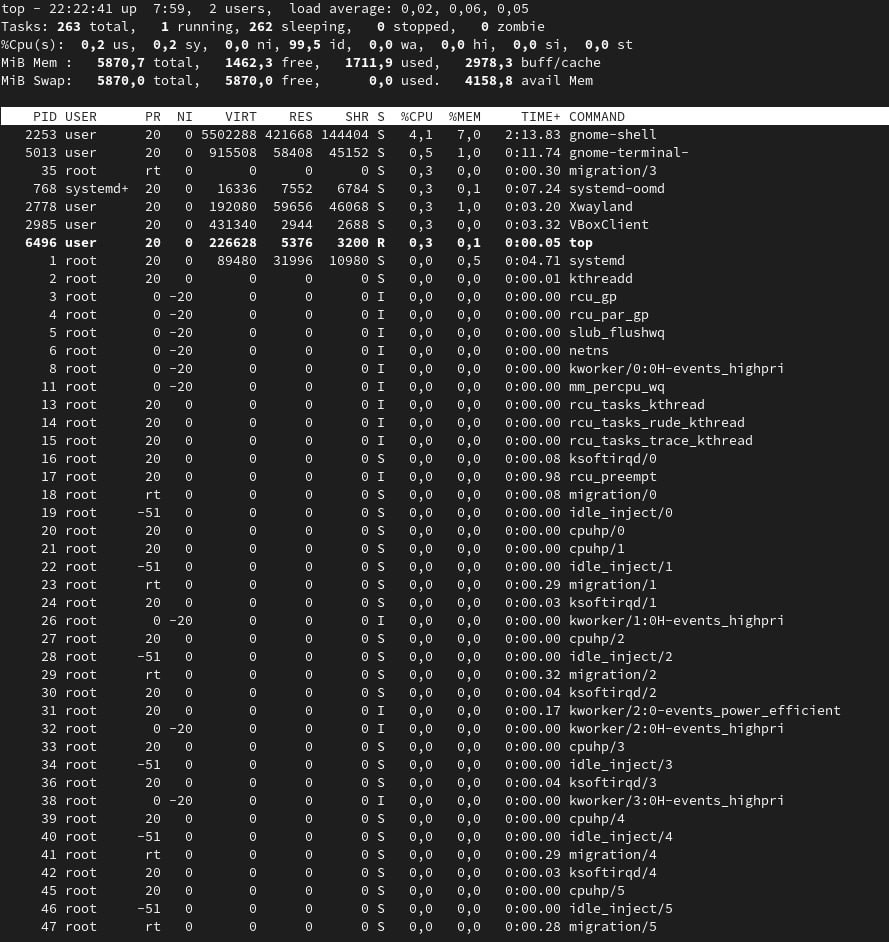 top - 22:22:41 up  7:59,  2 users,  load average: 0,02, 0,06, 0,05
Tasks: 263 total,   1 running, 262 sleeping,   0 stopped,   0 zombie
%Cpu(s):  0,2 us,  0,2 sy,  0,0 ni, 99,5 id,  0,0 wa,  0,0 hi,  0,0 si,  0,0 st
MiB Mem :   5870,7 total,   1462,3 free,   1711,9 used,   2978,3 buff/cache
MiB Swap:   5870,0 total,   5870,0 free,      0,0 used.   4158,8 avail Mem
PID USER      PR  NI    VIRT    RES    SHR S  %CPU  %MEM     TIME+ COMMAND
2253 user      20   0 5502288 421668 144404 S   4,1   7,0   2:13.83 gnome-shell
5013 user      20   0  915508  58408  45152 S   0,5   1,0   0:11.74 gnome-terminal-
35 root      rt   0       0      0      0 S   0,3   0,0   0:00.30 migration/3
768 systemd+  20   0   16336   7552   6784 S   0,3   0,1   0:07.24 systemd-oomd
2778 user      20   0  192080  59656  46068 S   0,3   1,0   0:03.20 Xwayland
2985 user      20   0  431340   2944   2688 S   0,3   0,0   0:03.32 VBoxClient
6496 user      20   0  226628   5376   3200 R   0,3   0,1   0:00.05 top
1 root      20   0   89480  31996  10980 S   0,0   0,5   0:04.71 systemd
2 root      20   0       0      0      0 S   0,0   0,0   0:00.01 kthreadd
3 root       0 -20       0      0      0 I   0,0   0,0   0:00.00 rcu_gp
4 root       0 -20       0      0      0 I   0,0   0,0   0:00.00 rcu_par_gp
5 root       0 -20       0      0      0 I   0,0   0,0   0:00.00 slub_flushwq
6 root       0 -20       0      0      0 I   0,0   0,0   0:00.00 netns
8 root       0 -20       0      0      0 I   0,0   0,0   0:00.00 kworker/0:0H-events_highpri
11 root       0 -20       0      0      0 I   0,0   0,0   0:00.00 mm_percpu_wq
13 root      20   0       0      0      0 I   0,0   0,0   0:00.00 rcu_tasks_kthread
14 root      20   0       0      0      0 I   0,0   0,0   0:00.00 rcu_tasks_rude_kthread
15 root      20   0       0      0      0 I   0,0   0,0   0:00.00 rcu_tasks_trace_kthread
16 root      20   0       0      0      0 S   0,0   0,0   0:00.08 ksoftirqd/0
17 root      20   0       0      0      0 I   0,0   0,0   0:00.98 rcu_preempt
18 root      rt   0       0      0      0 S   0,0   0,0   0:00.08 migration/0
19 root     -51   0       0      0      0 S   0,0   0,0   0:00.00 idle_inject/0
20 root      20   0       0      0      0 S   0,0   0,0   0:00.00 cpuhp/0
21 root      20   0       0      0      0 S   0,0   0,0   0:00.00 cpuhp/1
22 root     -51   0       0      0      0 S   0,0   0,0   0:00.00 idle_inject/1
23 root      rt   0       0      0      0 S   0,0   0,0   0:00.29 migration/1
24 root      20   0       0      0      0 S   0,0   0,0   0:00.03 ksoftirqd/1
26 root       0 -20       0      0      0 I   0,0   0,0   0:00.00 kworker/1:0H-events_highpri
27 root      20   0       0      0      0 S   0,0   0,0   0:00.00 cpuhp/2
28 root     -51   0       0      0      0 S   0,0   0,0   0:00.00 idle_inject/2
29 root      rt   0       0      0      0 S   0,0   0,0   0:00.32 migration/2
30 root      20   0       0      0      0 S   0,0   0,0   0:00.04 ksoftirqd/2
31 root      20   0       0      0      0 I   0,0   0,0   0:00.17 kworker/2:0-events_power_efficient
32 root       0 -20       0      0      0 I   0,0   0,0   0:00.00 kworker/2:0H-events_highpri
33 root      20   0       0      0      0 S   0,0   0,0   0:00.00 cpuhp/3
34 root     -51   0       0      0      0 S   0,0   0,0   0:00.00 idle_inject/3
36 root      20   0       0      0      0 S   0,0   0,0   0:00.04 ksoftirqd/3
38 root       0 -20       0      0      0 I   0,0   0,0   0:00.00 kworker/3:0H-events_highpri
39 root      20   0       0      0      0 S   0,0   0,0   0:00.00 cpuhp/4
40 root     -51   0       0      0      0 S   0,0   0,0   0:00.00 idle_inject/4
41 root      rt   0       0      0      0 S   0,0   0,0   0:00.29 migration/4
42 root      20   0       0      0      0 S   0,0   0,0   0:00.03 ksoftirqd/4
45 root      20   0       0      0      0 S   0,0   0,0   0:00.00 cpuhp/5
46 root     -51   0       0      0      0 S   0,0   0,0   0:00.00 idle_inject/5
47 root      rt   0       0      0      0 S   0,0   0,0   0:00.28 migration/5